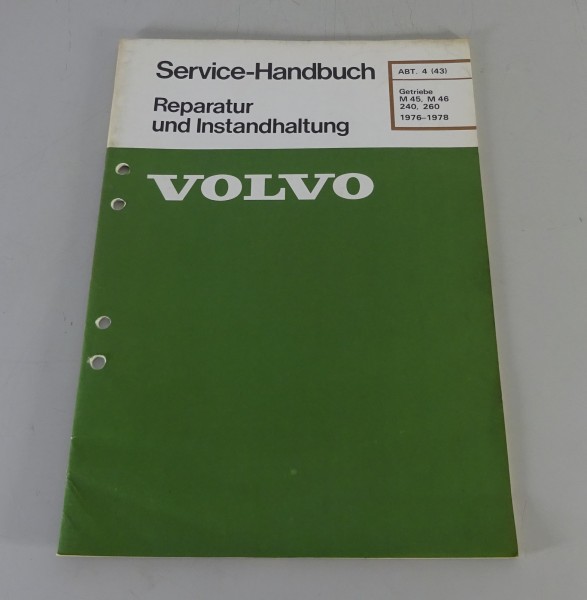 Service-Handbuch
Reparatur
und Instandhaltung
ABT. 4 (43)
Getriebe
M 45, M 46
240, 260
1976-1978
VOLVO